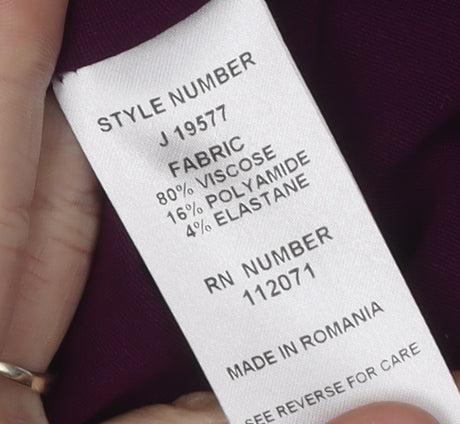 STYLE NUMBER
J 19577
FABRIC
80% VISCOSE
16% POLYAMIDE
4% ELASTANE
RN NUMBER
112071
MADE IN ROMANIA
SEE REVERSE FOR CARE